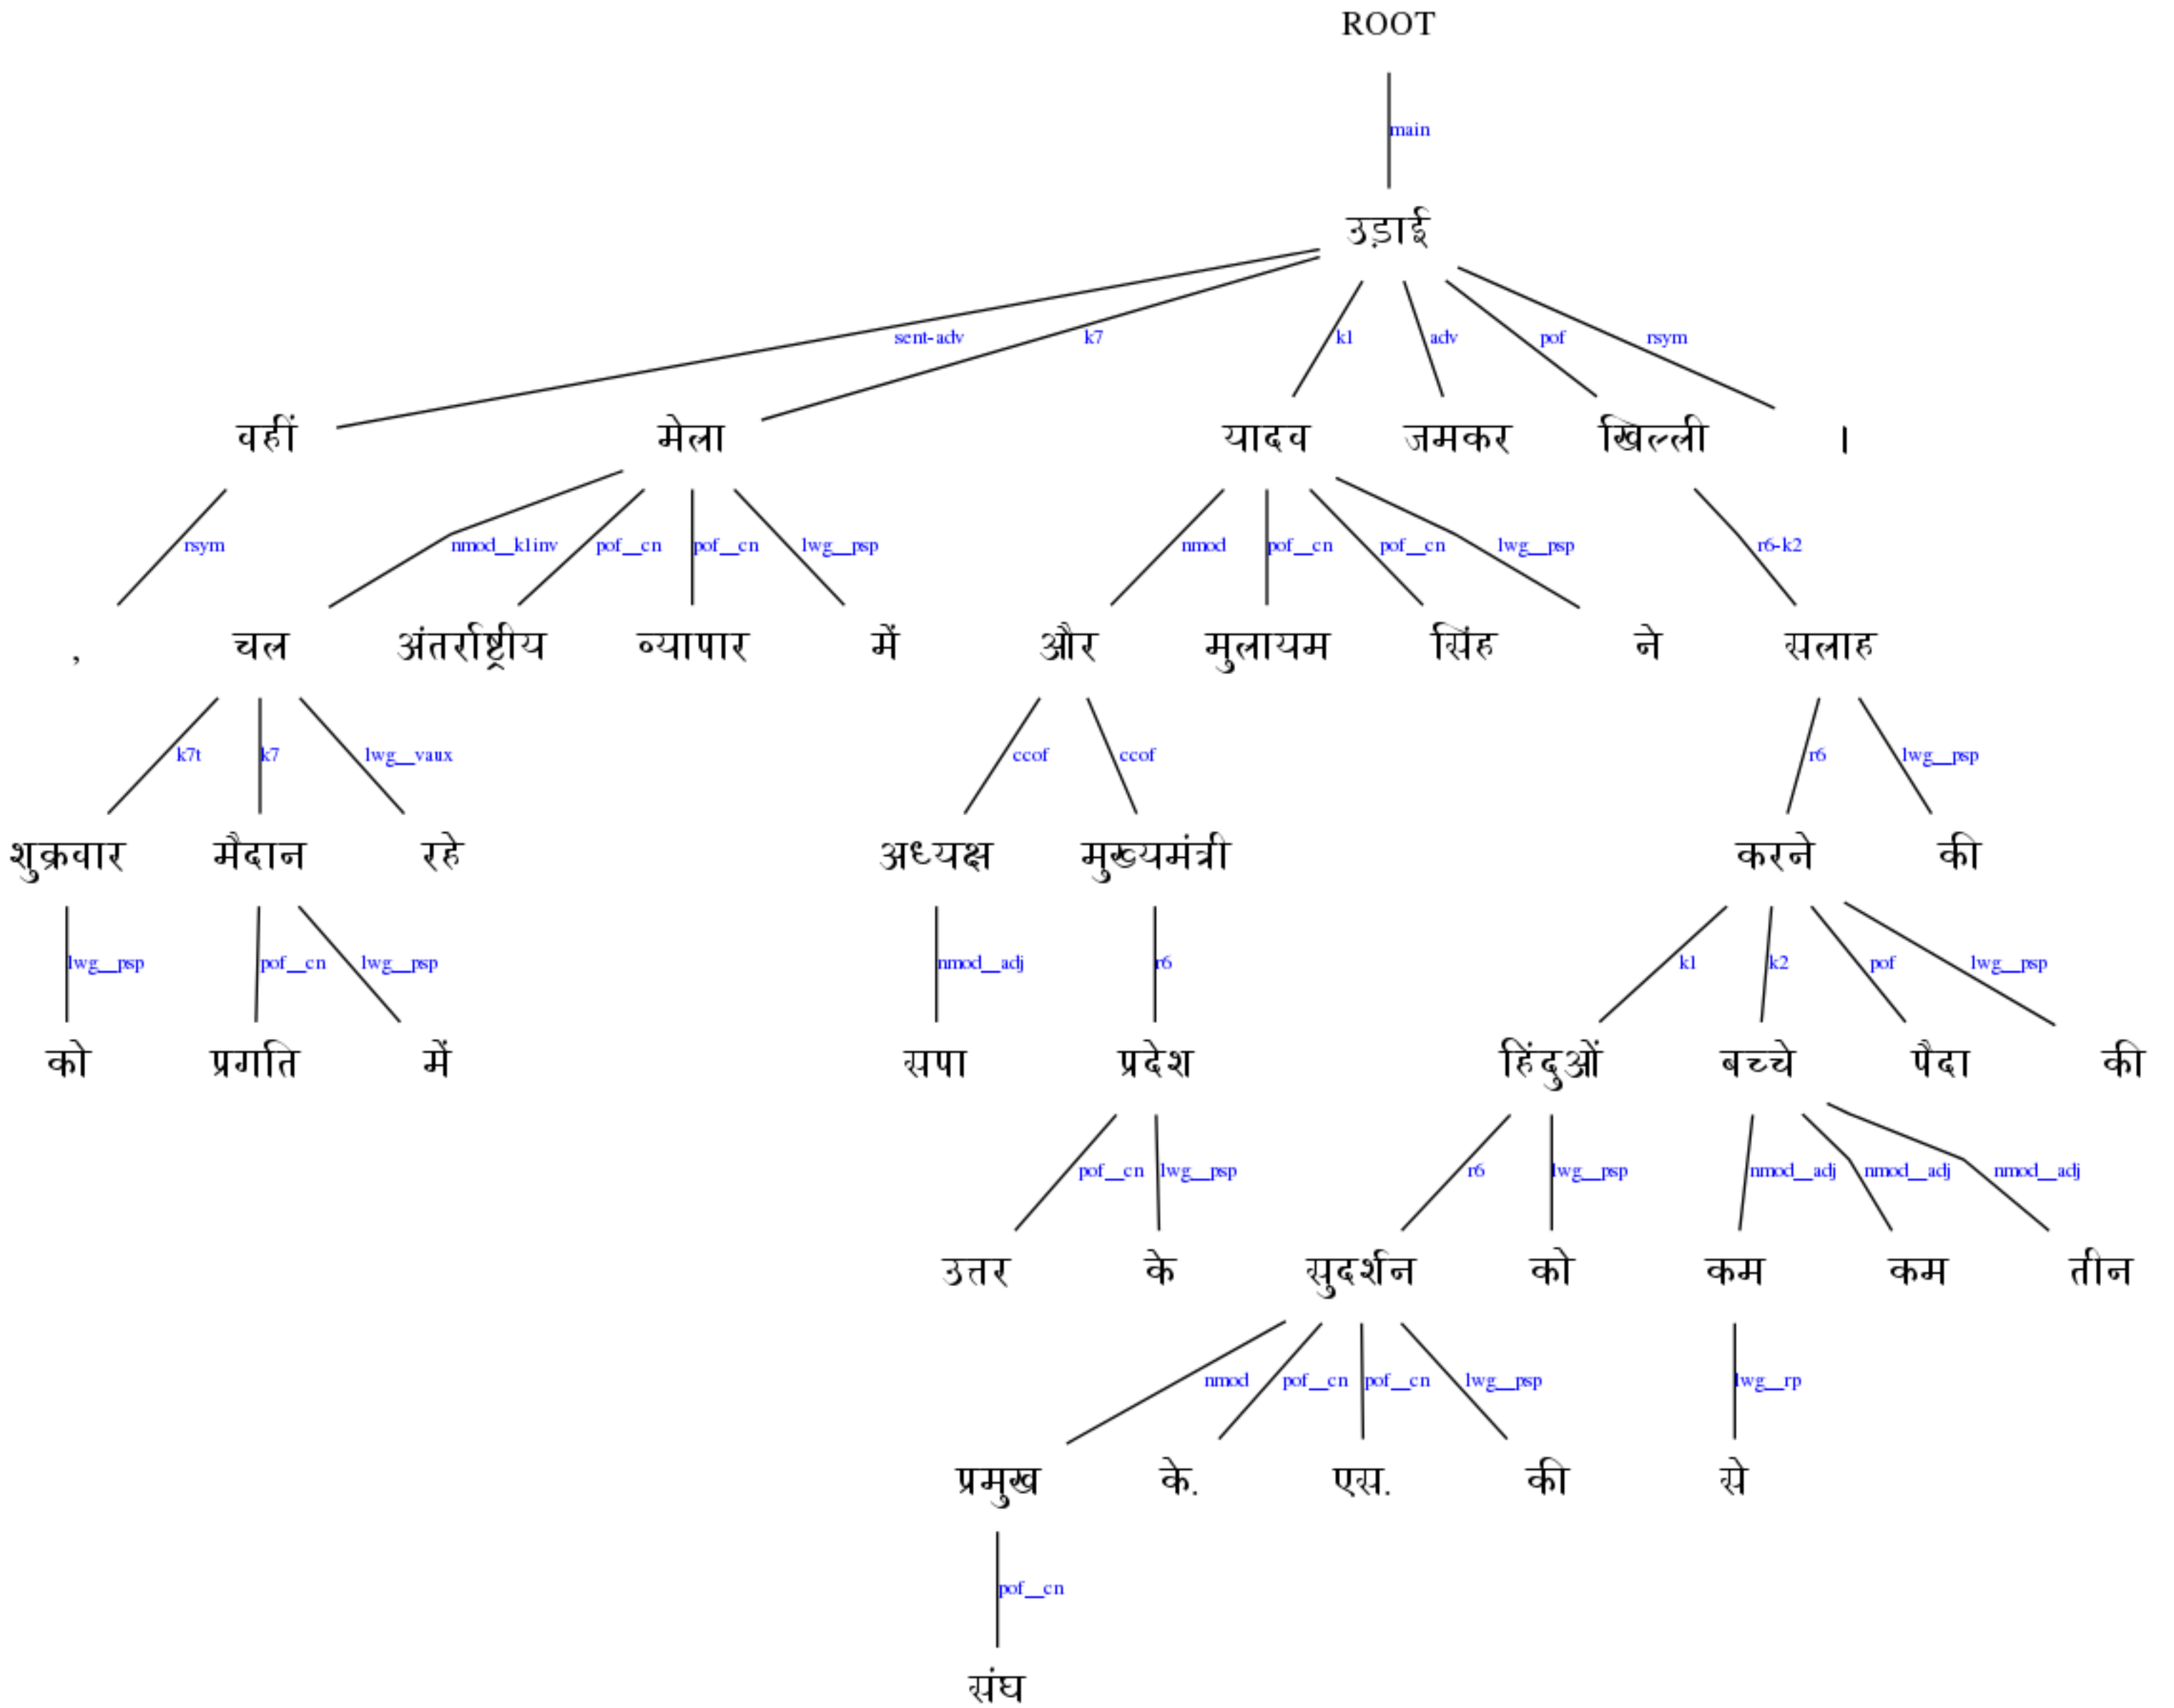 ROOT
main
उड़ाई
sent-adv k7 k1 adv pof rsym
वहीं मेला यादव जमकर खिल्ली ।
rsym nmod__k1inv pof__cn pof__cn lwg__psp nmod pof__cn pof__cn lwg__psp r6-k2
, चल अंतर्राष्ट्रीय व्यापार में और मुलायम सिंह ने सलाह
k7t k7 lwg__vaux ccof ccof r6 lwg__psp
शुक्रवार मैदान रहे अध्यक्ष मुख्यमंत्री करने की
lwg__psp pof__cn lwg__psp nmod__adj r6 k1 k2 pof lwg__psp
को प्रगति में सपा प्रदेश हिंदुओं बच्चे पैदा की
pof__cn lwg__psp r6 lwg__psp nmod__adj nmod__adj nmod__adj
उत्तर के सुदर्शन को कम कम तीन
nmod pof__cn pof__cn lwg__psp lwg__rp
प्रमुख के. एस. की से
pof__cn
संघ